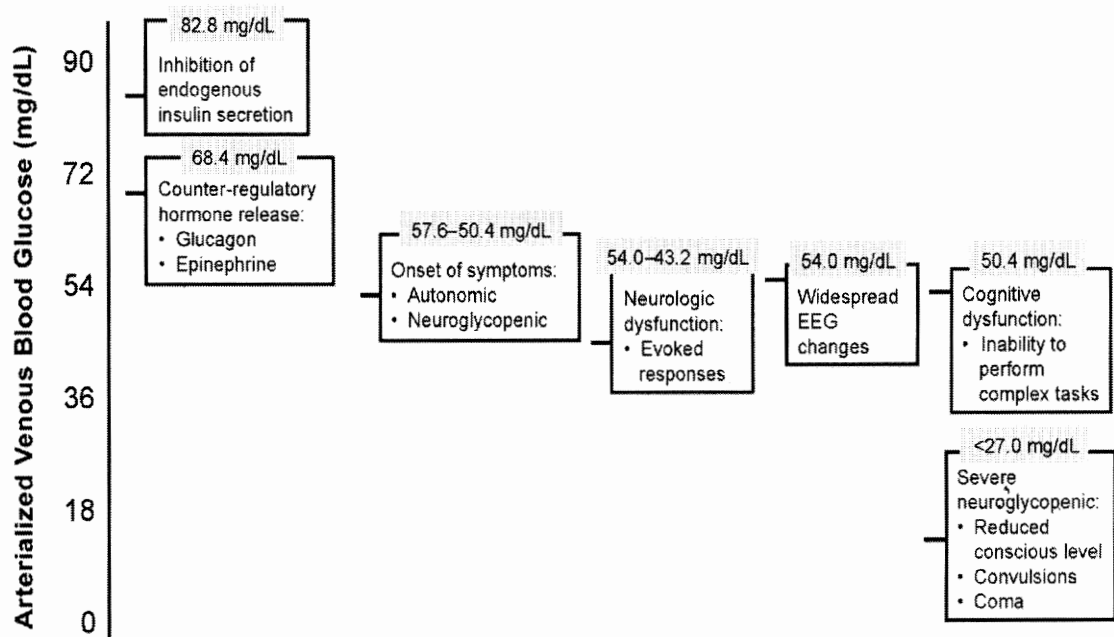 Arterialized Venous Blood Glucose (mg/dL)
90
72
54
36
18
0
82.8 mg/dL
Inhibition of
endogenous
insulin secretion
68.4 mg/dL
Counter-regulatory
hormone release:
• Glucagon
• Epinephrine
57.6–50.4 mg/dL
Onset of symptoms:
• Autonomic
• Neuroglycopenic
54.0–43.2 mg/dL
Neurologic
dysfunction:
• Evoked
responses
54.0 mg/dL
Widespread
EEG
changes
50.4 mg/dL
Cognitive
dysfunction:
• Inability to
perform
complex tasks
<27.0 mg/dL
Severe
neuroglycopenic:
• Reduced
conscious level
• Convulsions
• Coma